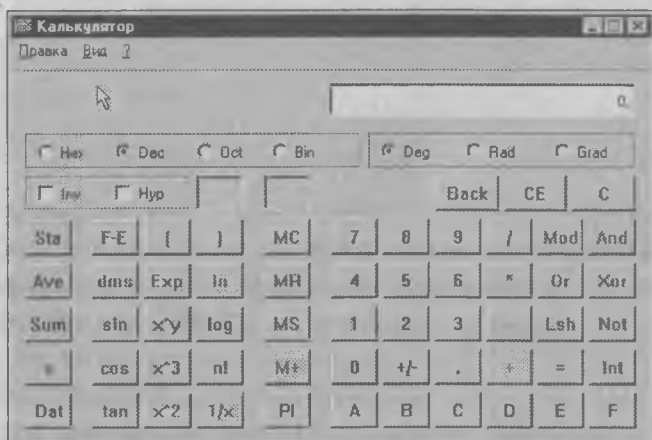 Калькулятор
Правка Вид ?
0.
Hex Dec Oct Bin Deg Rad Grad
Inv Hyp Back CE C
Sta F-E ( ) MC 7 8 9 / Mod And
Ave dms Exp ln MR 4 5 6 * Or Xor
Sum sin x^y log MS 1 2 3 - Lsh Not
s cos x^3 n! M+ 0 +/- . + = Int
Dat tan x^2 1/x PI A B C D E F